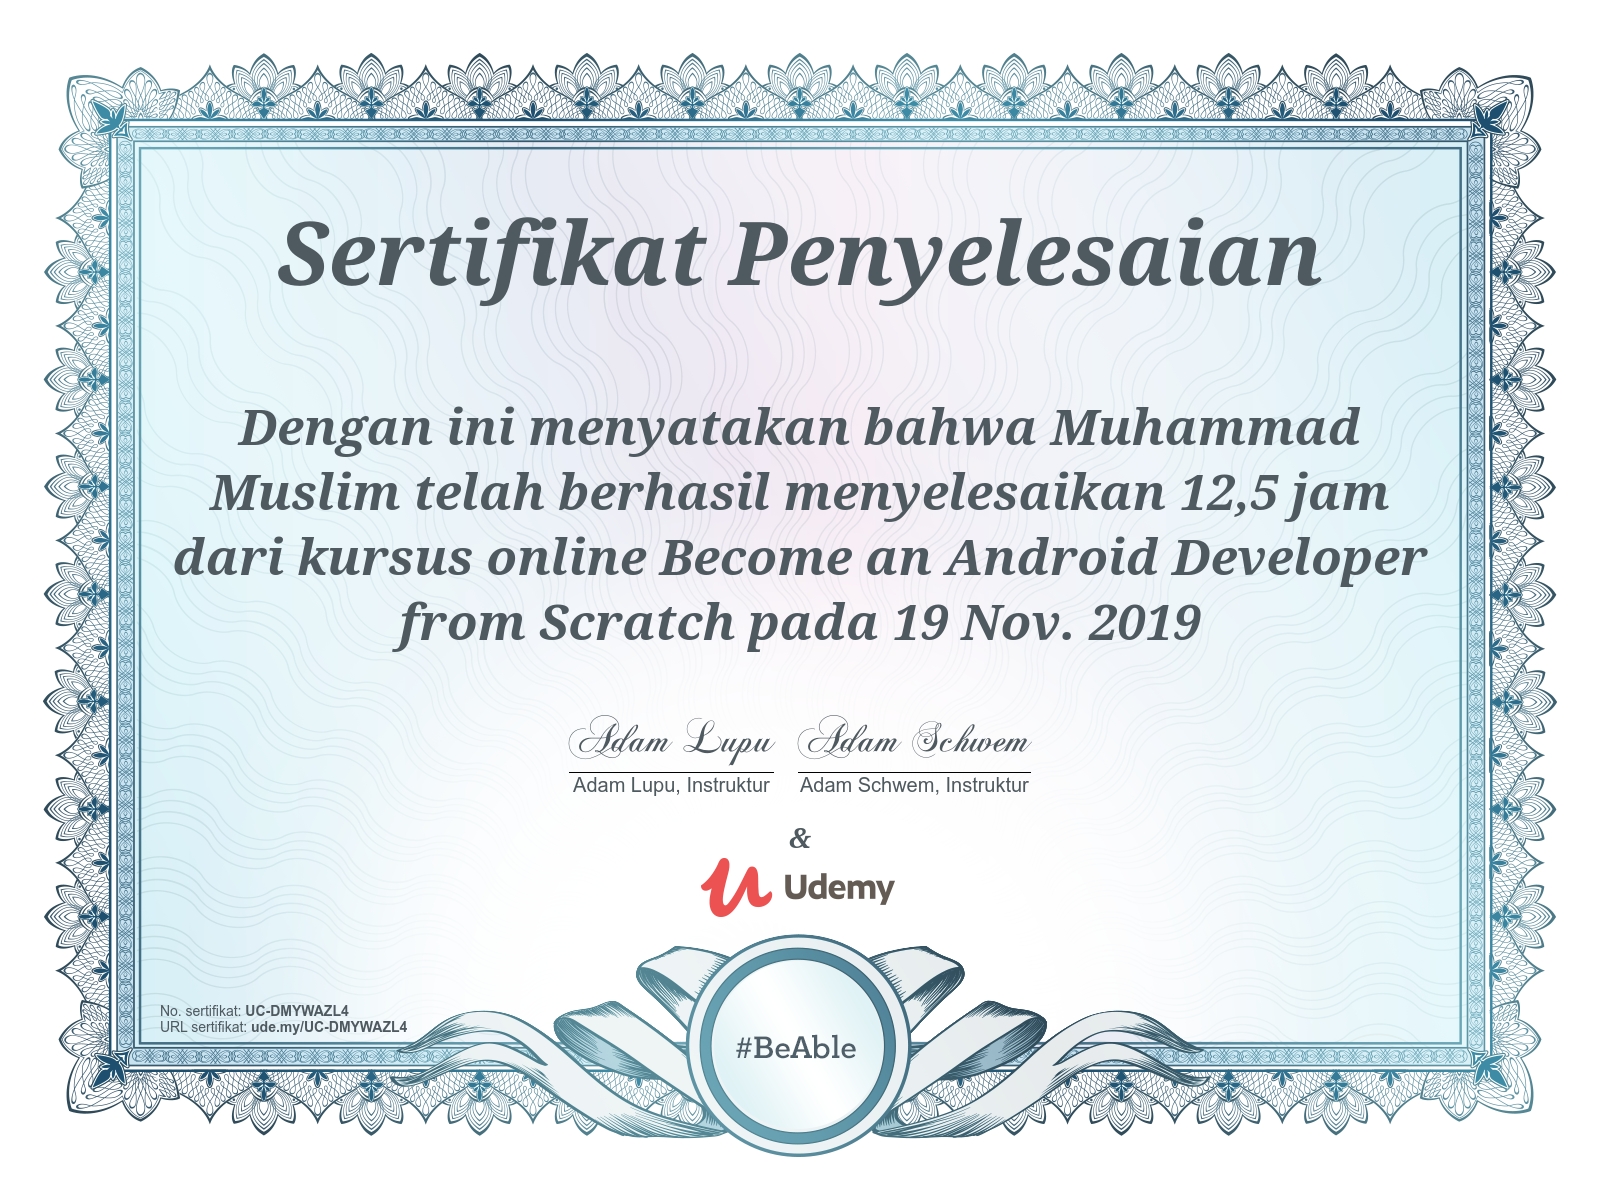 Sertifikat Penyelesaian
Dengan ini menyatakan bahwa Muhammad
Muslim telah berhasil menyelesaikan 12,5 jam
dari kursus online Become an Android Developer
from Scratch pada 19 Nov. 2019
Adam Lupu Adam Schwem
Adam Lupu, Instruktur Adam Schwem, Instruktur
&
Udemy
No. sertifikat: UC-DMYWAZL4
URL sertifikat: ude.my/UC-DMYWAZL4
#BeAble